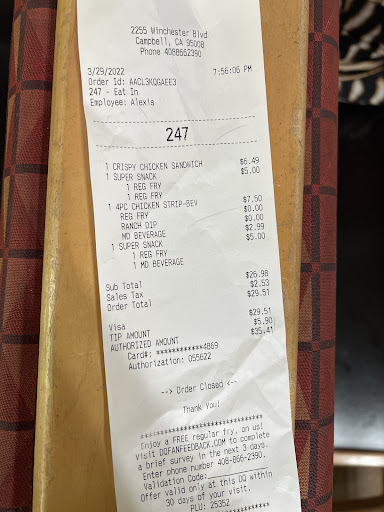 2255 Winchester Blvd
Campbell, CA 95008
Phone 4088662390
3/29/2022 7:56:06 PM
Order Id: AACL3KQGAEE3
247 - Eat In
Employee: Alexis
247
1 CRISPY CHICKEN SANDWICH $6.49
1 SUPER SNACK $5.00
1 REG FRY
1 REG FRY
1 4PC CHICKEN STRIP-BEV $7.50
REG FRY $0.00
RANCH DIP $0.00
MD BEVERAGE $2.99
1 SUPER SNACK $5.00
1 REG FRY
1 MD BEVERAGE
Sub Total $26.98
Sales Tax $2.53
Order Total $29.51
Visa $29.51
TIP AMOUNT $5.90
AUTHORIZED AMOUNT $35.41
Card#: ************4869
Authorization: 055622
--> Order Closed <--
Thank You!
******************************
Enjoy a FREE regular fry, on us!
Visit DQFANFEEDBACK.COM to complete
a brief survey in the next 3 days.
Enter phone number 408-866-2390.
Validation Code:
Offer valid only at this DQ within
30 days of your visit.
PLU: 25352